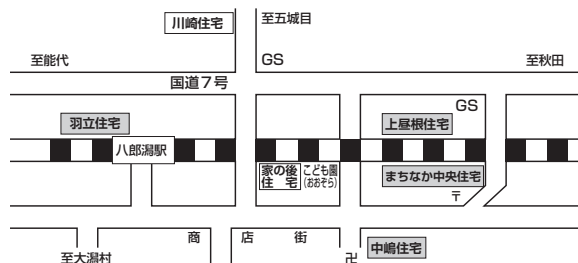 川崎住宅
至五城目
至能代
GS
至秋田
国道7号
GS
羽立住宅
上昼根住宅
八郎潟駅
家の後
住宅
こども園
(おおぞら)
まちなか中央住宅
〒
商店街
卍
中嶋住宅
至大潟村